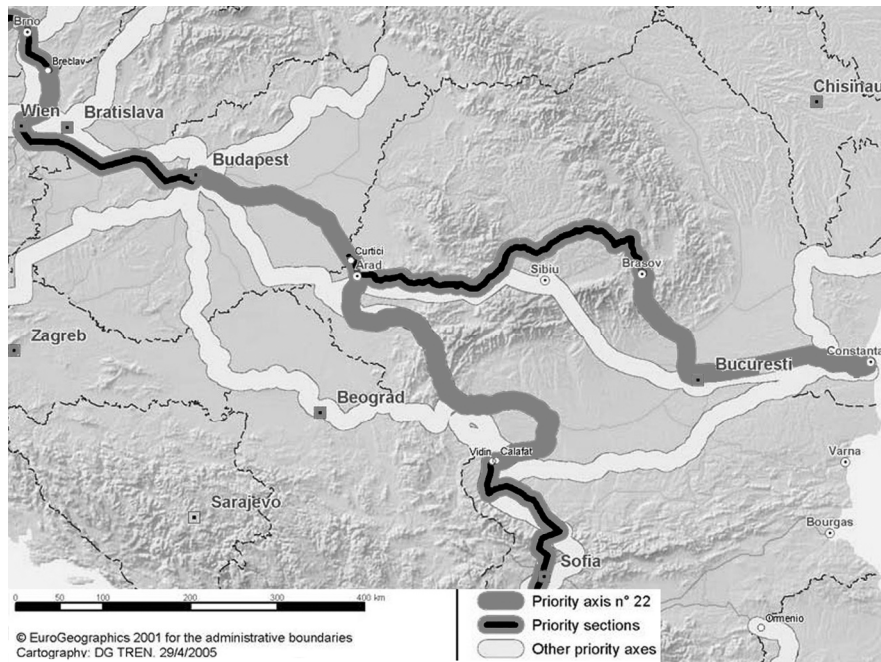 Brno
Breclav
Chisinau
Wien
Bratislava
Budapest
Curtici
Arad
Sibiu
Brasov
Zagreb
Bucuresti
Constanta
Beograd
Vidin
Calafat
Varna
Sarajevo
Bourgas
Sofia
0 50 100 200 300 400 km
Priority axis n° 22
Ormenio
Priority sections
© EuroGeographics 2001 for the administrative boundaries
Other priority axes
Cartography: DG TREN. 29/4/2005